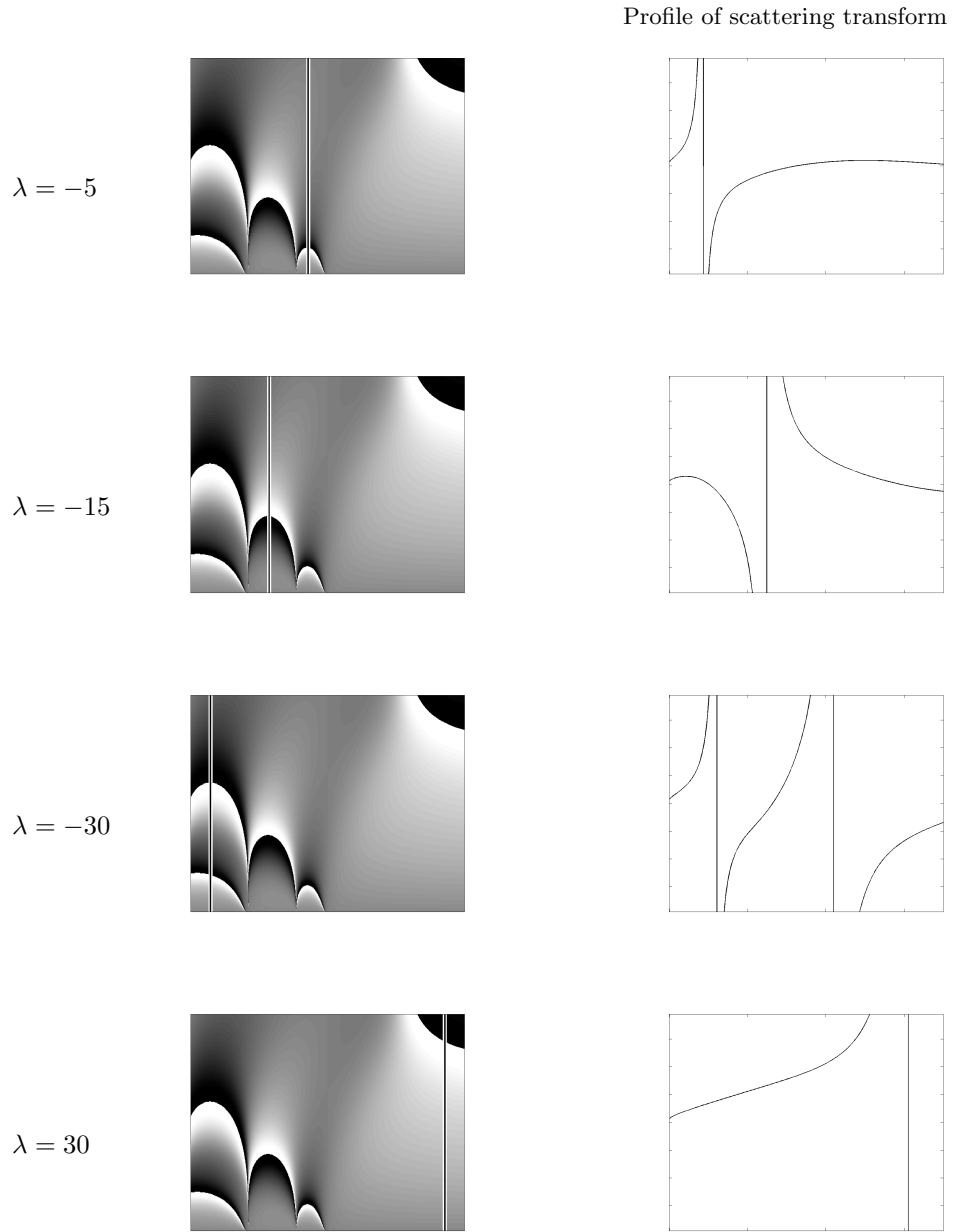 Profile of scattering transform
λ = −5
λ = −15
λ = −30
λ = 30